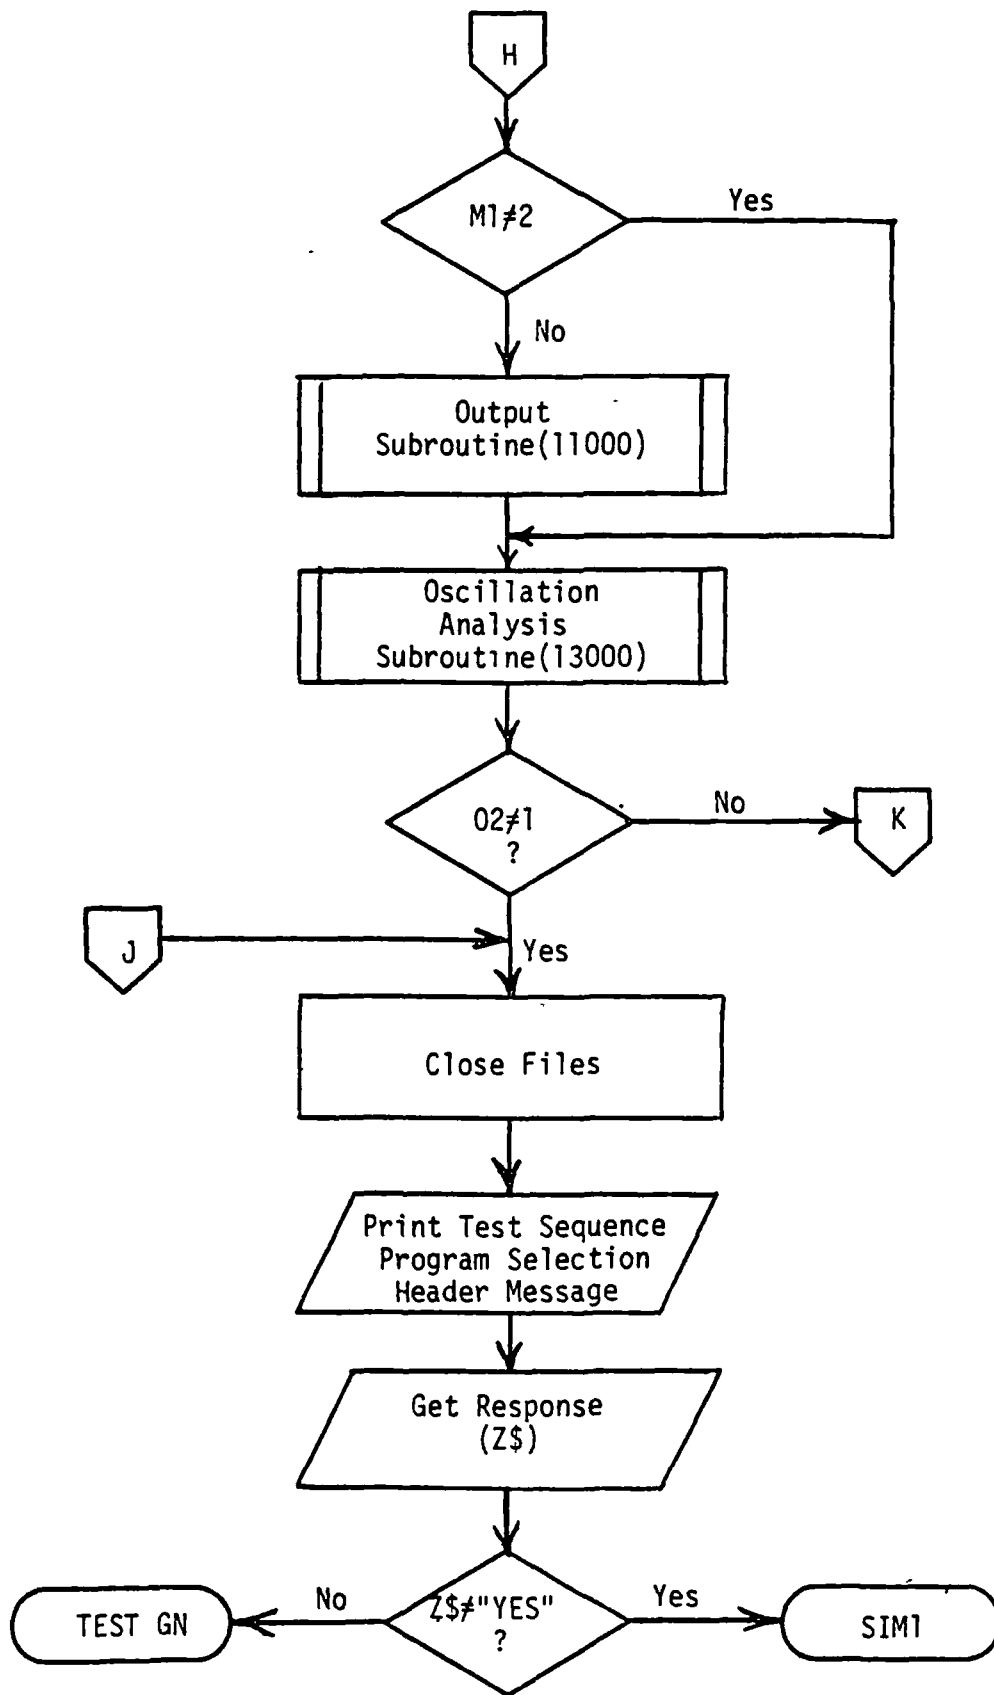 H
M1≠2
Yes
No
Output
Subroutine(11000)
Oscillation
Analysis
Subroutine(13000)
O2≠1
?
No
K
J
Yes
Close Files
Print Test Sequence
Program Selection
Header Message
Get Response
(Z$)
Z$≠"YES"
?
No
Yes
TEST GN
SIM1